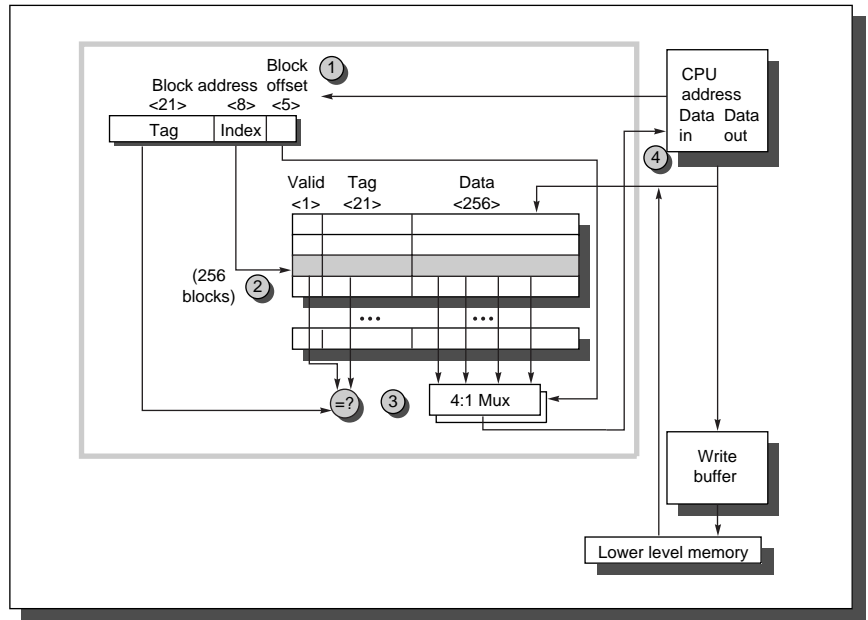 Block
offset
<5>
1
Block address
<21> <8>
Tag Index
CPU
address
Data Data
in out
4
Valid Tag Data
<1> <21> <256>
(256
blocks)
2
... ...
=?
3
4:1 Mux
Write
buffer
Lower level memory